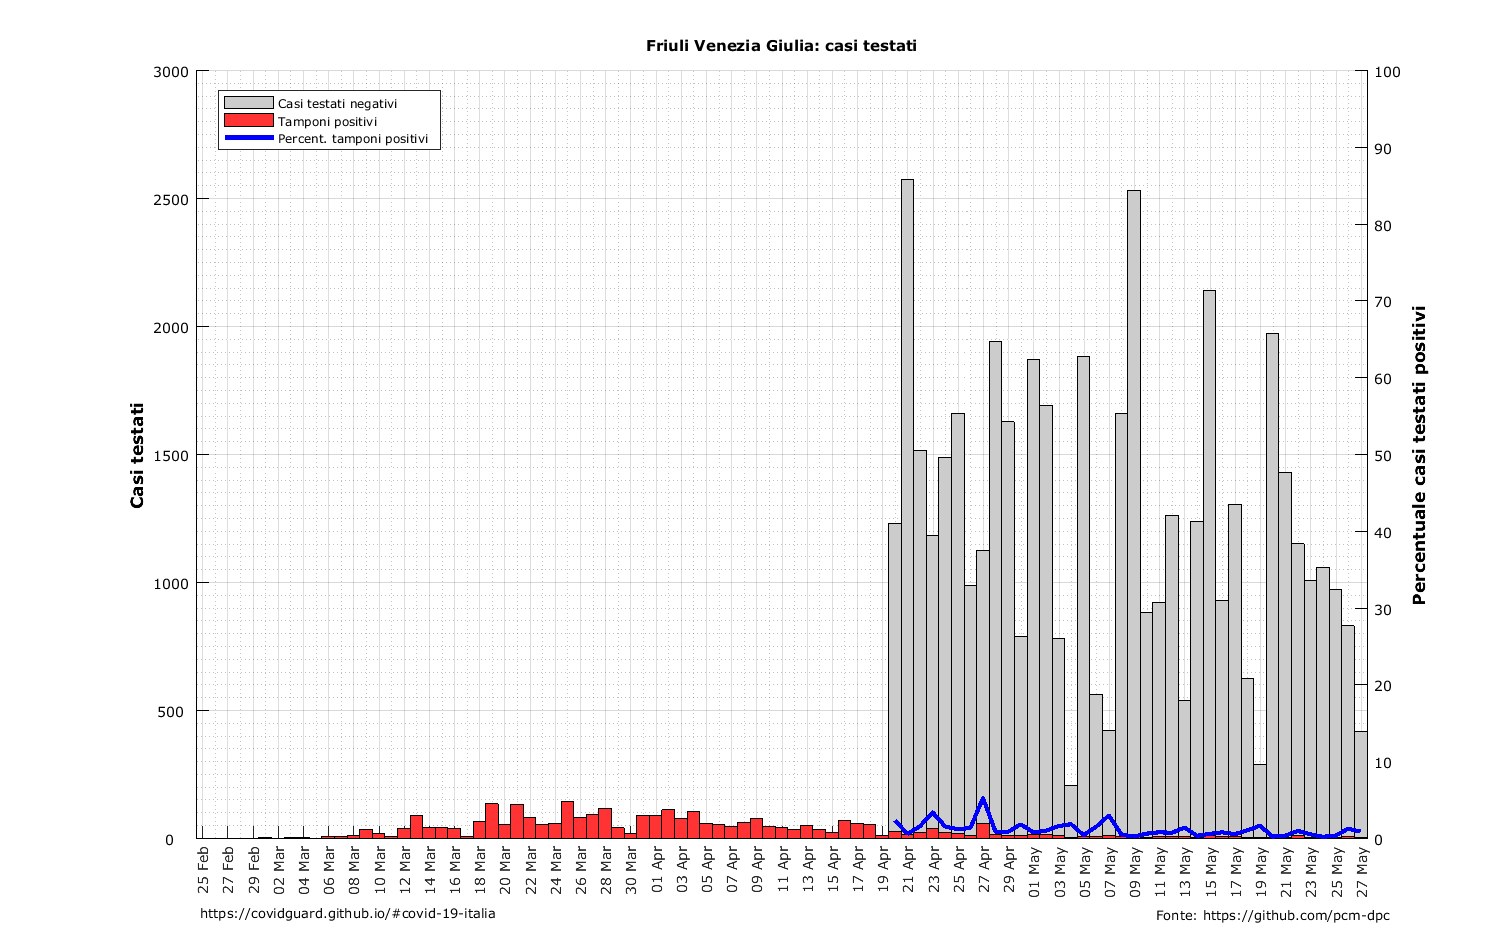 Friuli Venezia Giulia: casi testati
3000
2500
2000
1500
1000
500
0
100
90
80
70
60
50
40
30
20
10
0
Casi testati negativi
Tamponi positivi
Percent. tamponi positivi
Casi testati
Percentuale casi testati positivi
25 Feb
27 Feb
29 Feb
02 Mar
04 Mar
06 Mar
08 Mar
10 Mar
12 Mar
14 Mar
16 Mar
18 Mar
20 Mar
22 Mar
24 Mar
26 Mar
28 Mar
30 Mar
01 Apr
03 Apr
05 Apr
07 Apr
09 Apr
11 Apr
13 Apr
15 Apr
17 Apr
19 Apr
21 Apr
23 Apr
25 Apr
27 Apr
29 Apr
01 May
03 May
05 May
07 May
09 May
11 May
13 May
15 May
17 May
19 May
21 May
23 May
25 May
27 May
https://covidguard.github.io/#covid-19-italia
Fonte: https://github.com/pcm-dpc